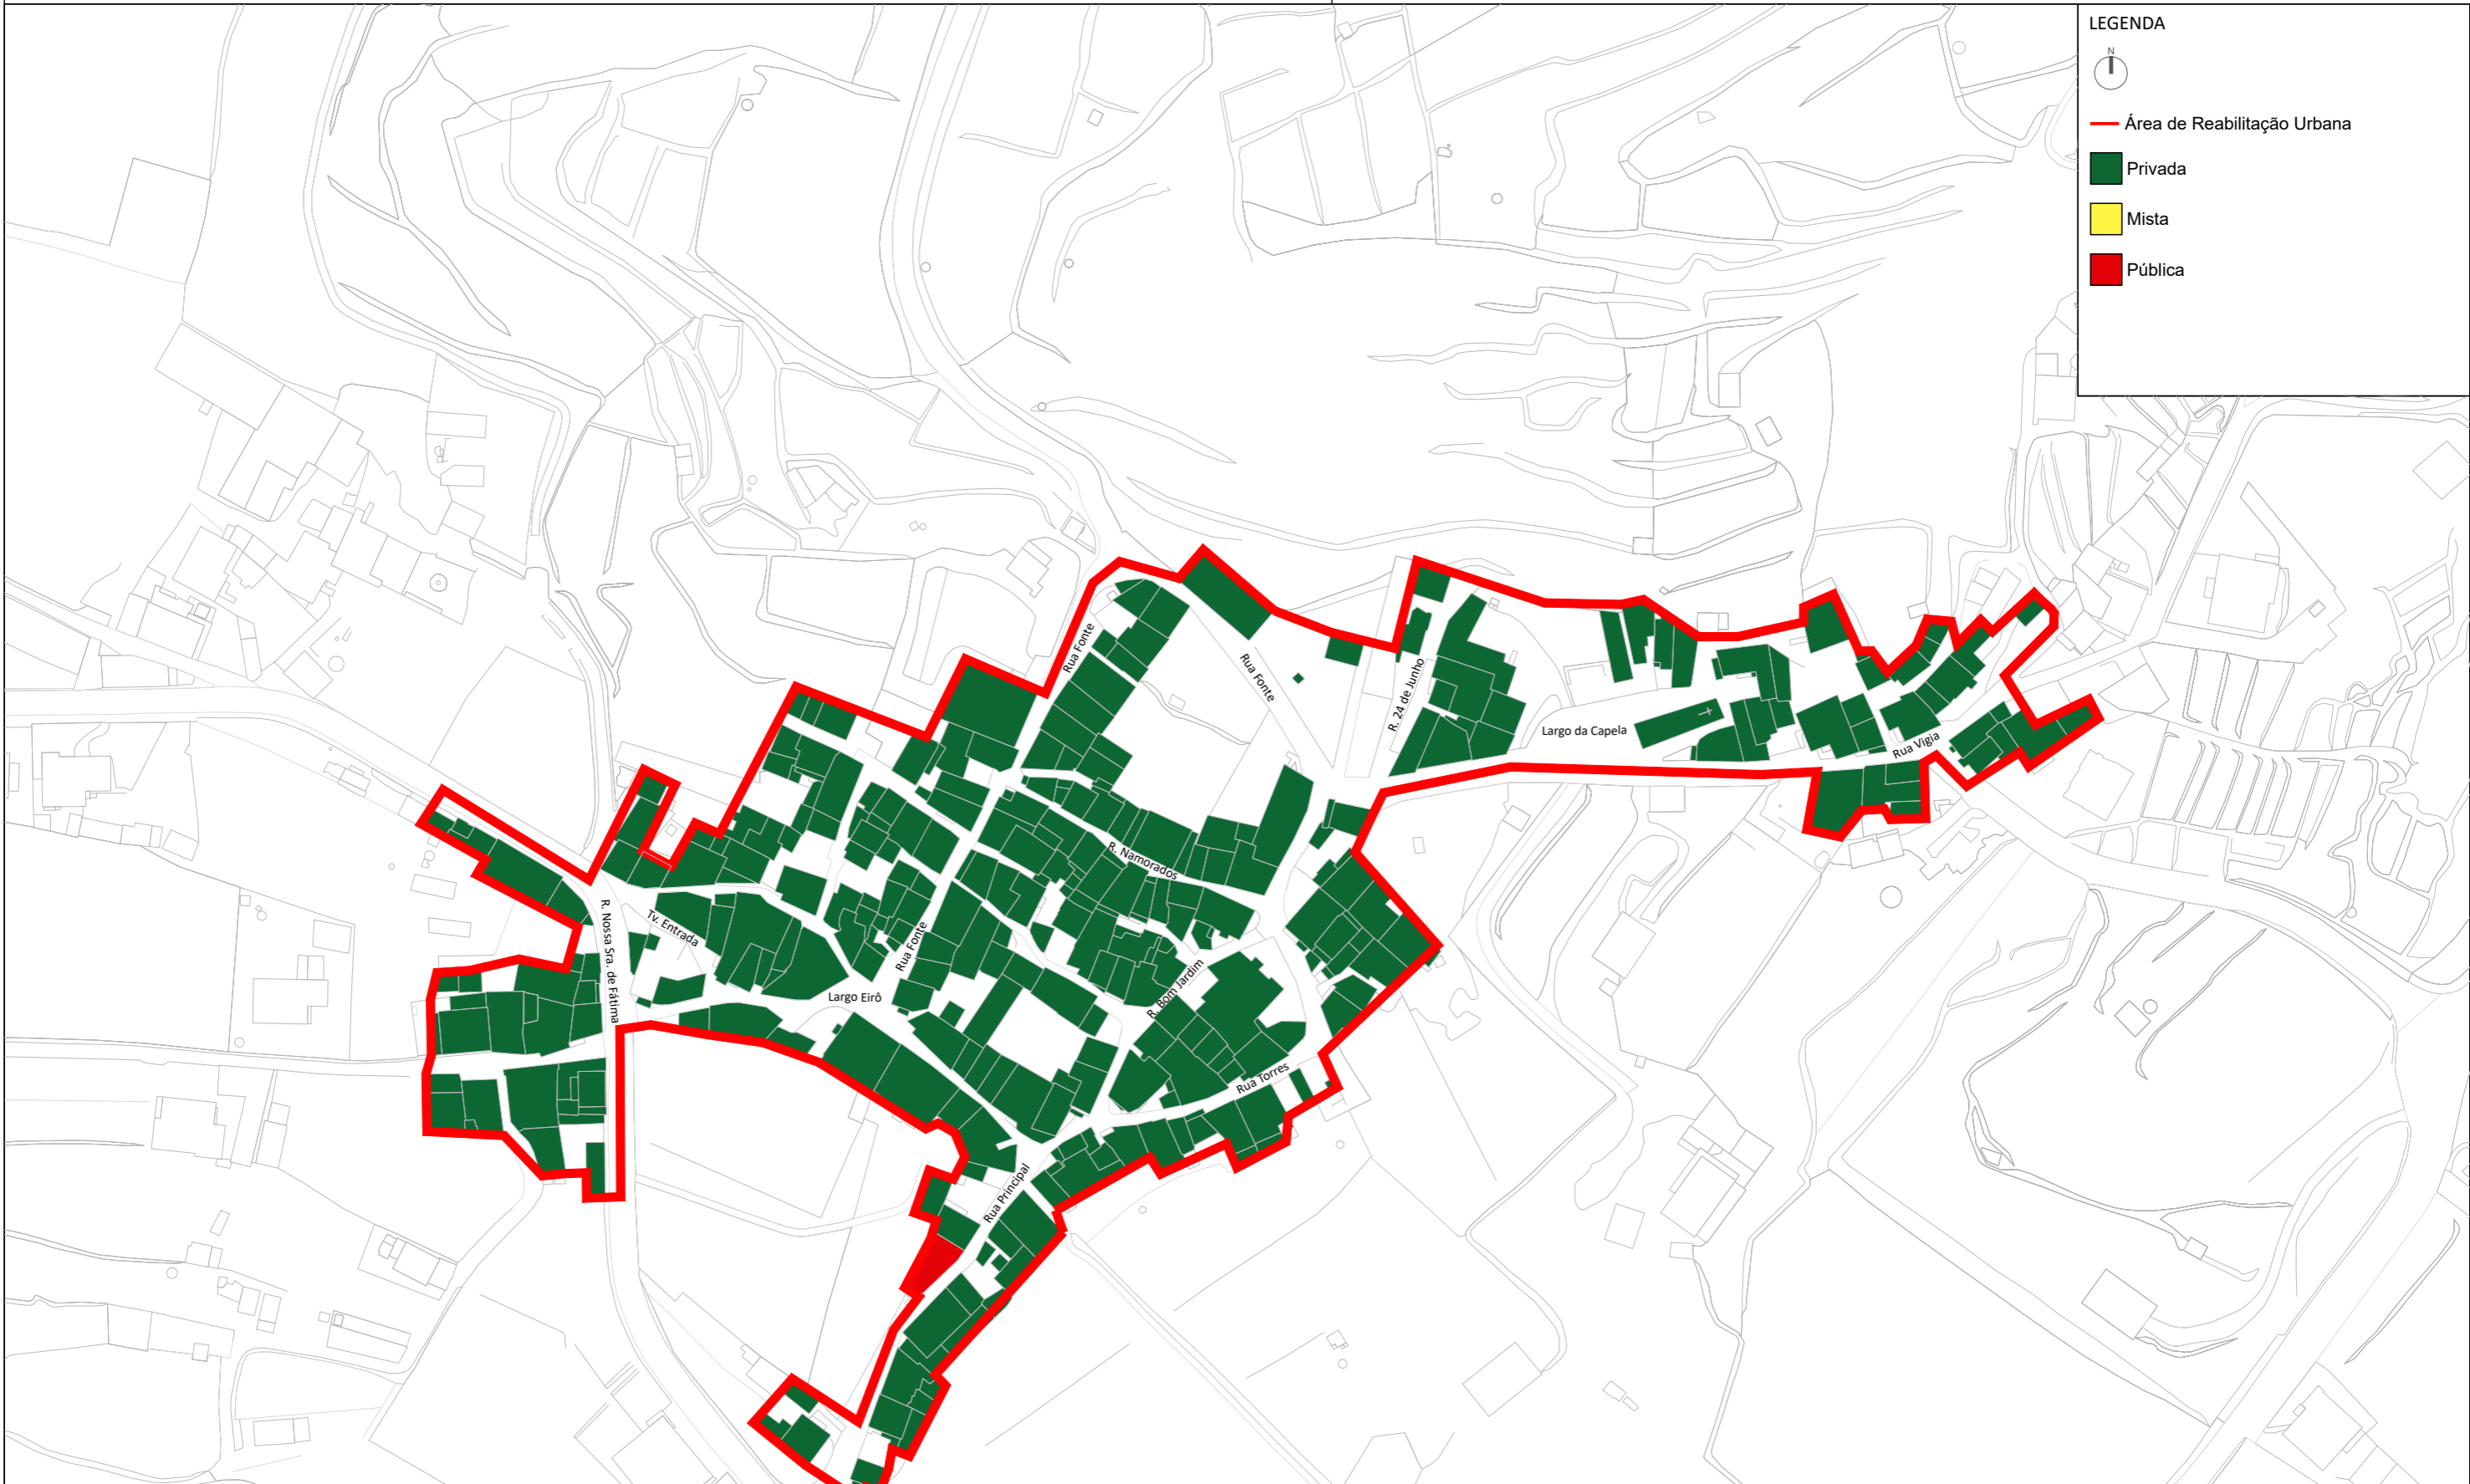 LEGENDA
N
Área de Reabilitação Urbana
Privada
Mista
Pública
Rua Fonte
Rua Fonte
R. 24 de Junho
Largo da Capela
Rua Vigia
R. Namorados
R. Nossa Sra. de Fátima
Tv. Entrada
Rua Fonte
Largo Eirô
R. Bom Jardim
Rua Torres
Rua Principal